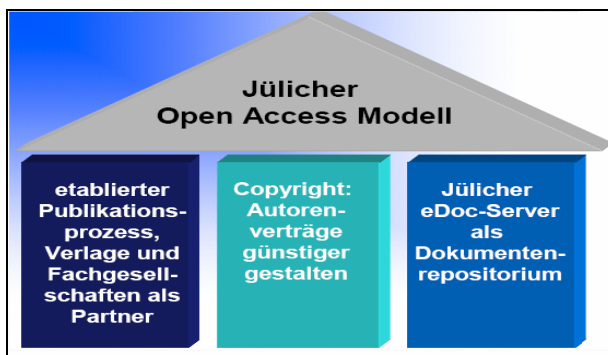 Jülicher
Open Access Modell
etablierter
Publikations-
prozess,
Verlage und
Fachgesell-
schaften als
Partner
Copyright:
Autoren-
verträge
günstiger
gestalten
Jülicher
eDoc-Server
als
Dokumenten-
repositorium